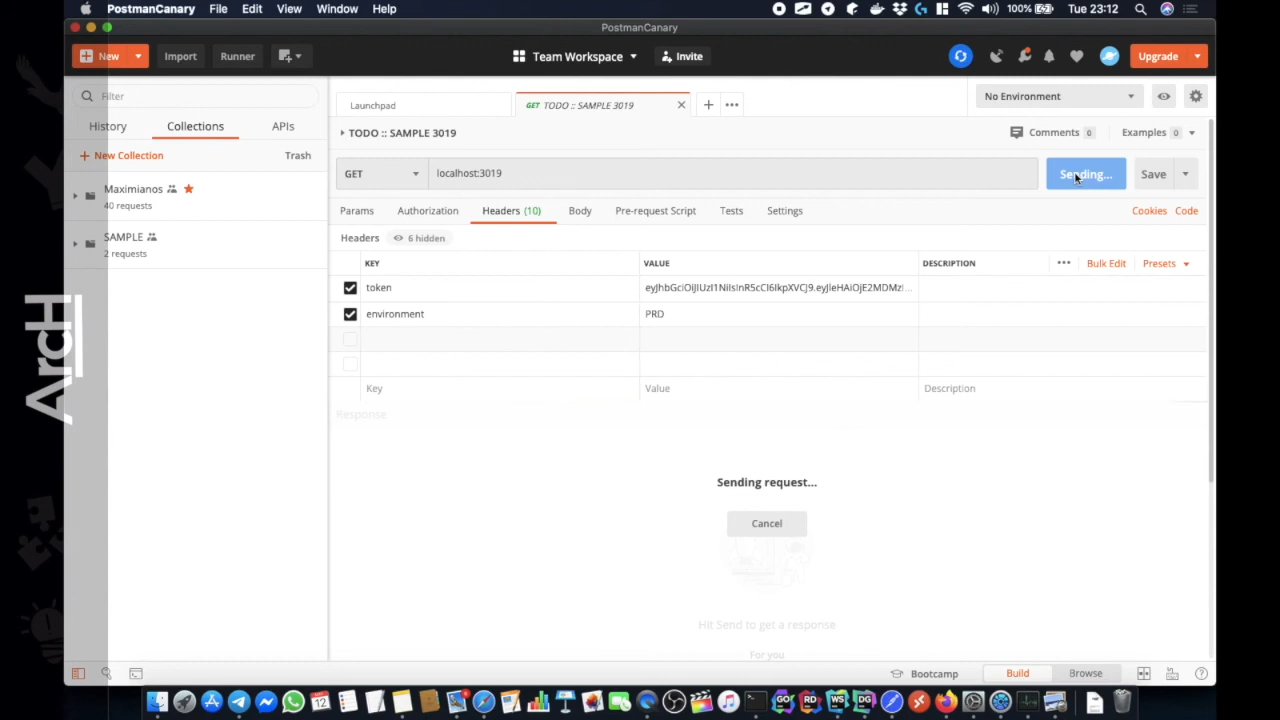 PostmanCanary File Edit View Window Help 100% Tue 23:12
PostmanCanary
New Import Runner Team Workspace Invite Upgrade
Filter
History Collections APIs
New Collection Trash
Maximianos
40 requests
SAMPLE
2 requests
Launchpad GET TODO :: SAMPLE 3019 No Environment
TODO :: SAMPLE 3019 Comments 0 Examples 0
GET localhost:3019 Sending... Save
Params Authorization Headers (10) Body Pre-request Script Tests Settings Cookies Code
Headers 6 hidden
KEY VALUE DESCRIPTION Bulk Edit Presets
token
environment PRD
Key Value Description
Response
Sending request...
Cancel
Hit Send to get a response
For you
Bootcamp Build Browse
ArcH